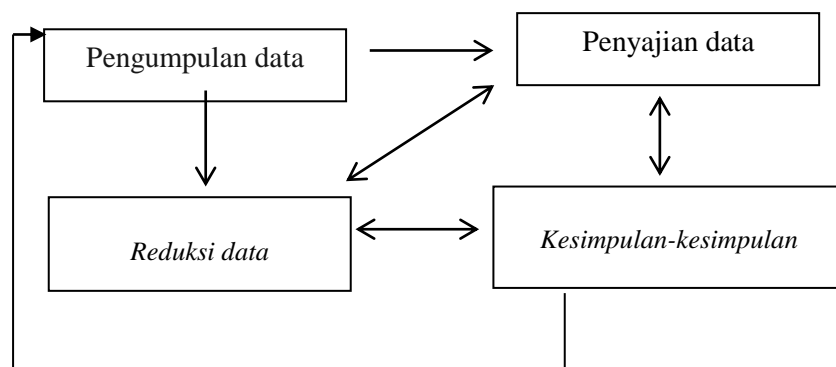 Pengumpulan data
Penyajian data
Reduksi data
Kesimpulan-kesimpulan